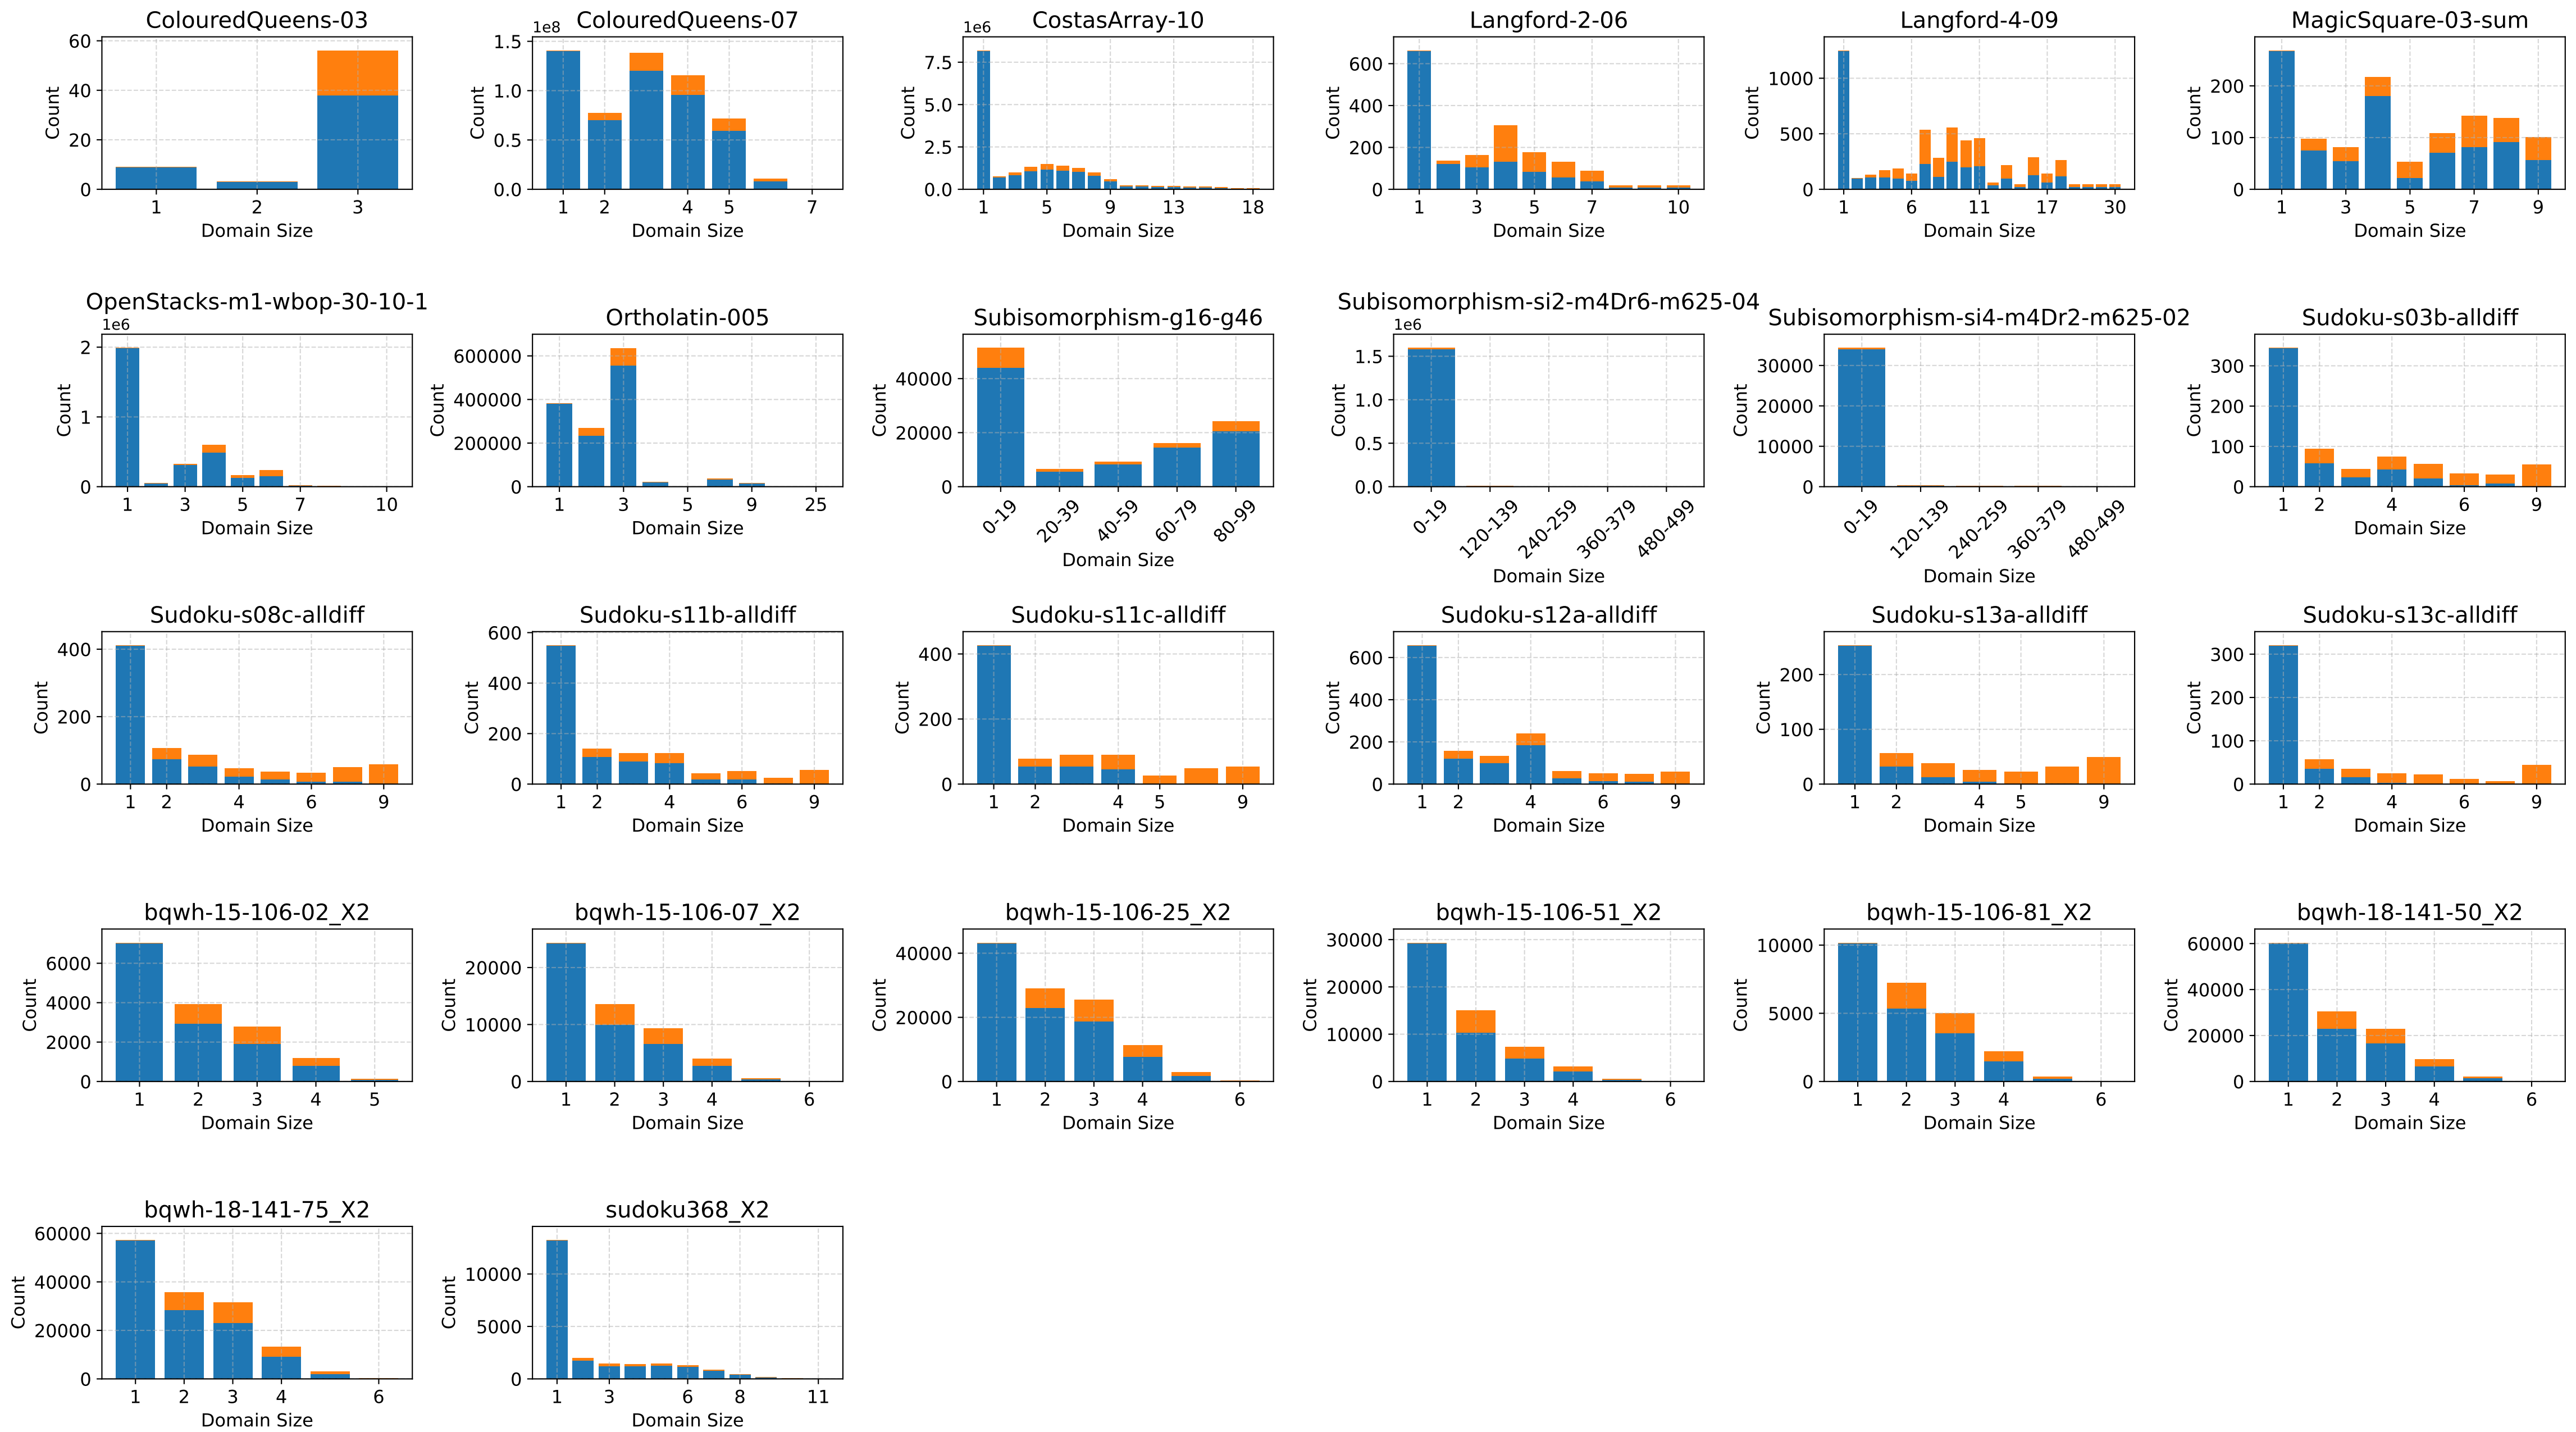 ColouredQueens-03
60
40
20
0
Count
1 2 3
Domain Size
ColouredQueens-07
1e8
1.5
1.0
0.5
0.0
Count
1 2 4 5 7
Domain Size
CostasArray-10
1e6
7.5
5.0
2.5
0.0
Count
1 5 9 13 18
Domain Size
Langford-2-06
600
400
200
0
Count
1 3 5 7 10
Domain Size
Langford-4-09
1000
500
0
Count
1 6 11 17 30
Domain Size
MagicSquare-03-sum
200
100
0
Count
1 3 5 7 9
Domain Size
OpenStacks-m1-wbop-30-10-1
1e6
2
1
0
Count
1 3 5 7 10
Domain Size
Ortholatin-005
600000
400000
200000
0
Count
1 3 5 9 25
Domain Size
Subisomorphism-g16-g46
40000
20000
0
Count
0-19 20-39 40-59 60-79 80-99
Domain Size
Subisomorphism-si2-m4Dr6-m625-04
1e6
1.5
1.0
0.5
0.0
Count
0-19 120-139 240-259 360-379 480-499
Domain Size
Subisomorphism-si4-m4Dr2-m625-02
30000
20000
10000
0
Count
0-19 120-139 240-259 360-379 480-499
Domain Size
Sudoku-s03b-alldiff
300
200
100
0
Count
1 2 4 6 9
Domain Size
Sudoku-s08c-alldiff
400
200
0
Count
1 2 4 6 9
Domain Size
Sudoku-s11b-alldiff
600
400
200
0
Count
1 2 4 6 9
Domain Size
Sudoku-s11c-alldiff
400
200
0
Count
1 2 4 5 9
Domain Size
Sudoku-s12a-alldiff
600
400
200
0
Count
1 2 4 6 9
Domain Size
Sudoku-s13a-alldiff
200
100
0
Count
1 2 4 5 9
Domain Size
Sudoku-s13c-alldiff
300
200
100
0
Count
1 2 4 6 9
Domain Size
bqwh-15-106-02_X2
6000
4000
2000
0
Count
1 2 3 4 5
Domain Size
bqwh-15-106-07_X2
20000
10000
0
Count
1 2 3 4 6
Domain Size
bqwh-15-106-25_X2
40000
20000
0
Count
1 2 3 4 6
Domain Size
bqwh-15-106-51_X2
30000
20000
10000
0
Count
1 2 3 4 6
Domain Size
bqwh-15-106-81_X2
10000
5000
0
Count
1 2 3 4 6
Domain Size
bqwh-18-141-50_X2
60000
40000
20000
0
Count
1 2 3 4 6
Domain Size
bqwh-18-141-75_X2
60000
40000
20000
0
Count
1 2 3 4 6
Domain Size
sudoku368_X2
10000
5000
0
Count
1 3 6 8 11
Domain Size